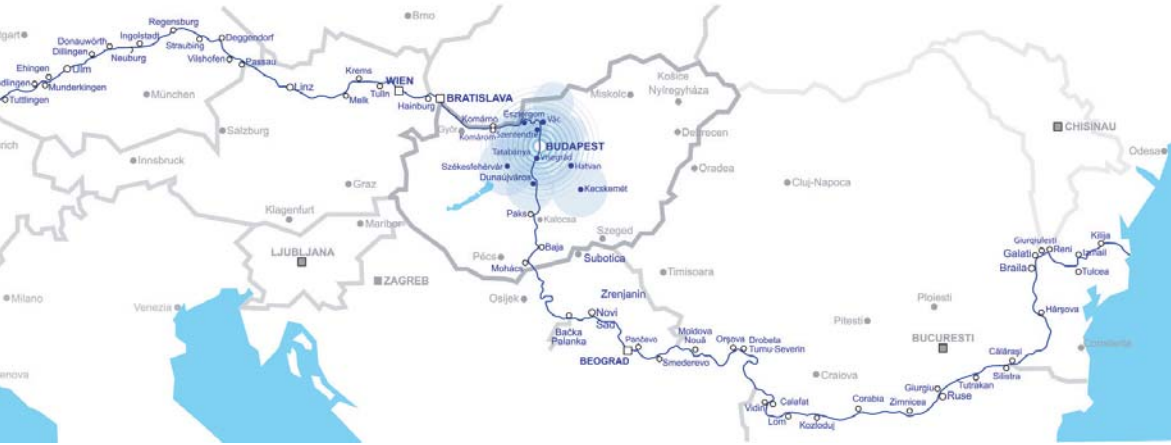 Brno
Regensburg
Donauwörth
Ingolstadt
Deggendorf
Dillingen
Neuburg
Straubing
Vilshofen
Passau
Ehingen
Ulm
Munderkingen
Tuttlingen
München
Linz
Krems
WIEN
Melk
Tulln
Hainburg
BRATISLAVA
Salzburg
Innsbruck
Graz
Klagenfurt
Maribor
LJUBLJANA
ZAGREB
Milano
Venezia
Košice
Miskolc
Nyíregyháza
Komárno
Győr
Komárom
Esztergom
Vác
Szentendre
BUDAPEST
Tatabánya
Visegrád
Székesfehérvár
Hatvan
Dunaújváros
Kecskemét
Debrecen
Oradea
Cluj-Napoca
CHISINAU
Odesa
Paks
Kalocsa
Szeged
Baja
Pécs
Mohács
Subotica
Timisoara
Osijek
Zrenjanin
Novi
Sad
Bačka
Palanka
BEOGRAD
Pančevo
Smederevo
Moldova
Nouă
Orșova
Drobeta
Turnu-Severin
Craiova
Pitesti
Ploiesti
BUCURESTI
Giurgiulesti
Reni
Galati
Braila
Izmail
Kilija
Tulcea
Hârșova
Constanta
Călărași
Silistra
Tutrakan
Giurgiu
Ruse
Zimnicea
Corabia
Vidin
Calafat
Lom
Kozloduj